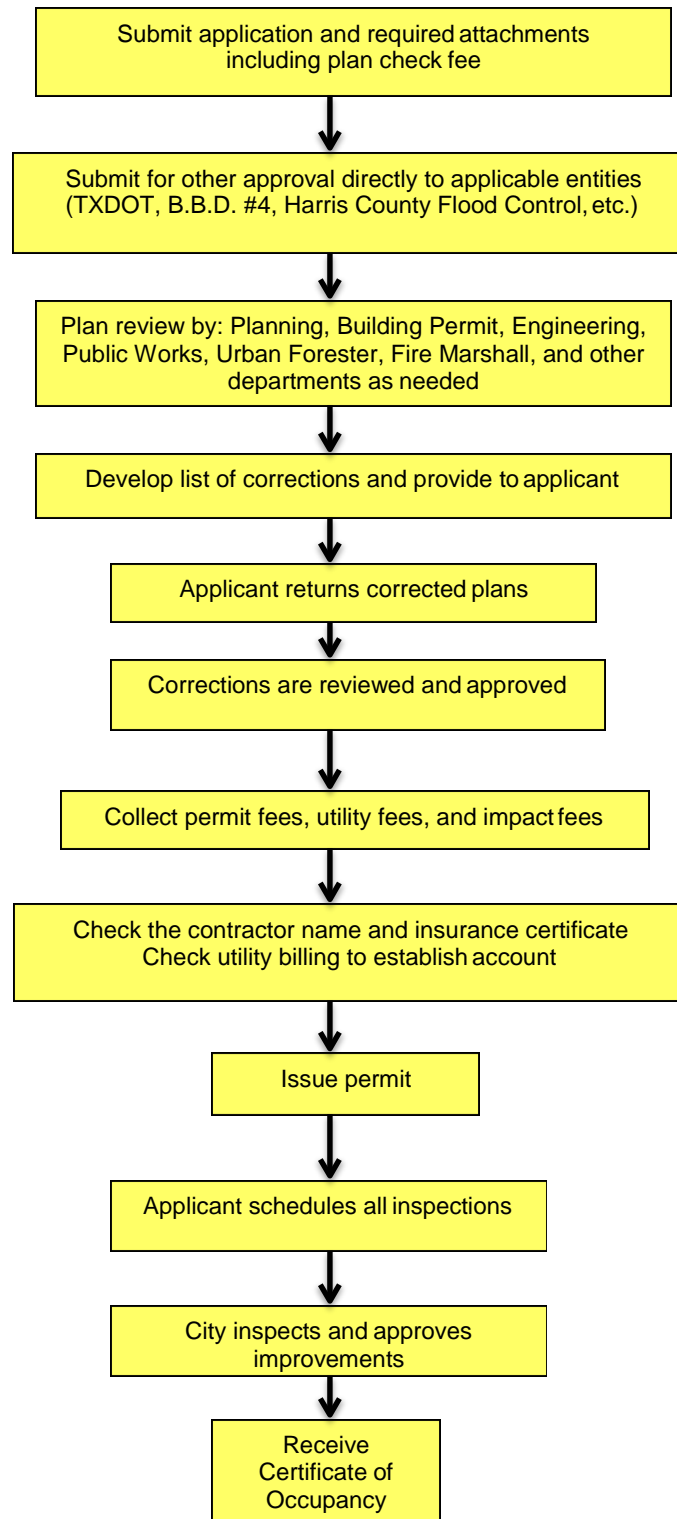 Submit application and required attachments
including plan check fee
Submit for other approval directly to applicable entities
(TXDOT, B.B.D. #4, Harris County Flood Control, etc.)
Plan review by: Planning, Building Permit, Engineering,
Public Works, Urban Forester, Fire Marshall, and other
departments as needed
Develop list of corrections and provide to applicant
Applicant returns corrected plans
Corrections are reviewed and approved
Collect permit fees, utility fees, and impact fees
Check the contractor name and insurance certificate
Check utility billing to establish account
Issue permit
Applicant schedules all inspections
City inspects and approves
improvements
Receive
Certificate of
Occupancy